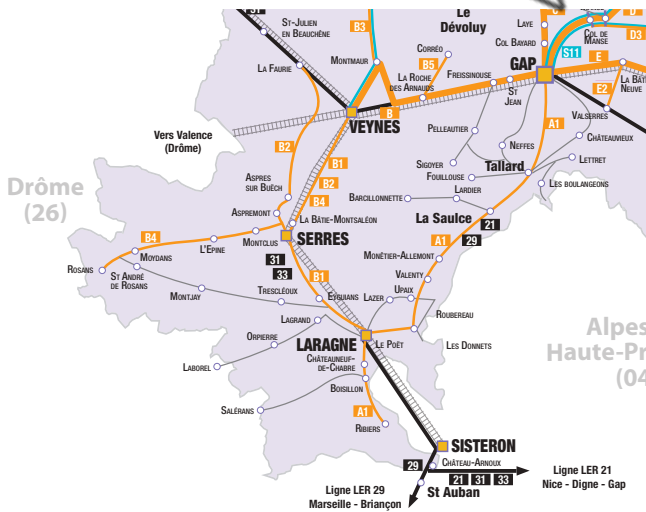 Le
Dévoluy
LAYE
COL BAYARD
COL DE
MANSE
D3
S11
E
B3
ST-JULIEN
EN BEAUCHÊNE
LA FAURIE
MONTMAUR
CORRÉO
B5
LA ROCHE
DES ARNAUDS
FREISSINOUSE
GAP
ST
JEAN
E2
LA BÂTIE
NEUVE
VALSERRES
B
VEYNES
Vers Valence
(Drôme)
A1
CHÂTEAUVIEUX
PELLEAUTIER
NEFFES
LETTRET
SIGOYER
FOUILLOUSE
Tallard
LES BOULANGEONS
B2
B1
B2
B4
ASPRES
SUR BUËCH
BARCILLONNETTE
LARDIER
La Saulce
21
29
A1
Drôme
(26)
ASPREMONT
LA BÂTIE-MONTSALÉON
SERRES
MONTCLUS
B4
L'EPINE
MOYDANS
ROSANS
ST ANDRÉ
DE ROSANS
MONTJAY
31
33
B1
MONÊTIER-ALLEMONT
VALENTY
UPAIX
LAZER
TRESCLÉOUX
EYGUIANS
LAGRAND
ROUBEREAU
ORPIERRE
LARAGNE
LE POËT
LES DONNETS
Alpes
Haute-Pr
(04
LABOREL
CHÂTEAUNEUF-
DE-CHABRE
BOISILLON
SALÉRANS
A1
RIBIERS
SISTERON
29
CHÂTEAU-ARNOUX
21
31
33
St Auban
Ligne LER 21
Nice - Digne - Gap
Ligne LER 29
Marseille - Briançon